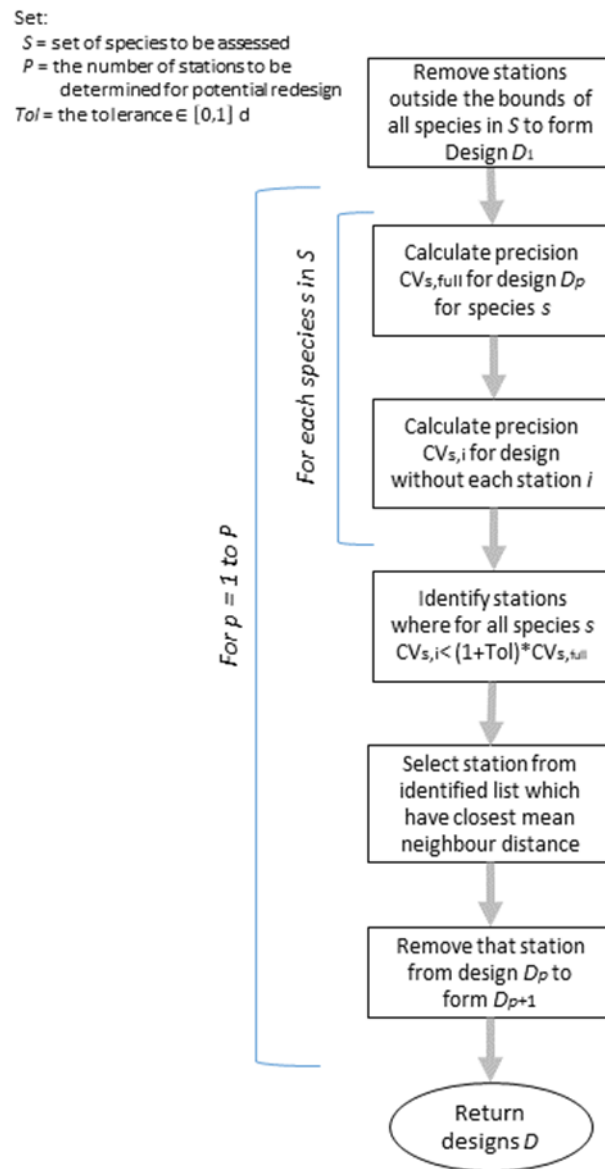 Set:
S = set of species to be assessed
P = the number of stations to be
determined for potential redesign
Tol = the tolerance ∈ [0,1] d
Remove stations
outside the bounds of
all species in S to form
Design D1
For p = 1 to P
For each species s in S
Calculate precision
CVs,full for design Dp
for species s
Calculate precision
CVs,i for design
without each station i
Identify stations
where for all species s
CVs,i< (1+Tol)*CVs,full
Select station from
identified list which
have closest mean
neighbour distance
Remove that station
from design Dp to
form Dp+1
Return
designs D